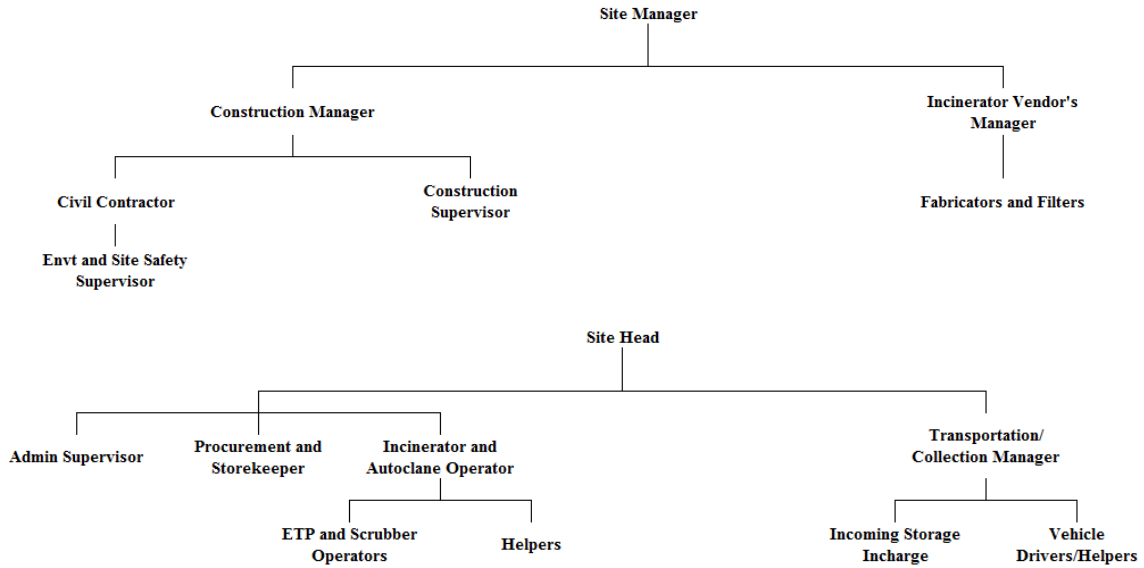 Site Manager
Construction Manager
Incinerator Vendor's
Manager
Civil Contractor
Construction
Supervisor
Fabricators and Filters
Envt and Site Safety
Supervisor
Site Head
Admin Supervisor
Procurement and
Storekeeper
Incinerator and
Autoclane Operator
Transportation/
Collection Manager
ETP and Scrubber
Operators
Helpers
Incoming Storage
Incharge
Vehicle
Drivers/Helpers